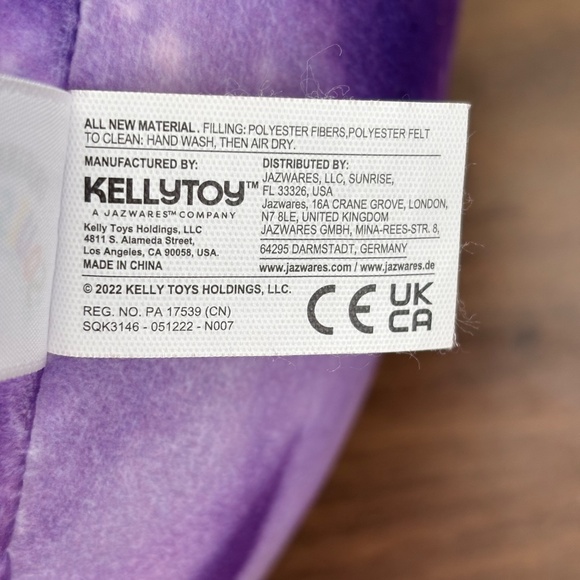 ALL NEW MATERIAL. FILLING: POLYESTER FIBERS,POLYESTER FELT
TO CLEAN: HAND WASH, THEN AIR DRY.
MANUFACTURED BY:
KELLYTOY™
A JAZWARES™ COMPANY
Kelly Toys Holdings, LLC
4811 S. Alameda Street,
Los Angeles, CA 90058, USA.
MADE IN CHINA
DISTRIBUTED BY:
JAZWARES, LLC, SUNRISE,
FL 33326, USA
Jazwares, 16A CRANE GROVE, LONDON,
N7 8LE, UNITED KINGDOM
JAZWARES GMBH, MINA-REES-STR. 8,
64295 DARMSTADT, GERMANY
www.jazwares.com / www.jazwares.de
© 2022 KELLY TOYS HOLDINGS, LLC.
REG. NO. PA 17539 (CN)
SQK3146 - 051222 - N007
CE
UK
CA